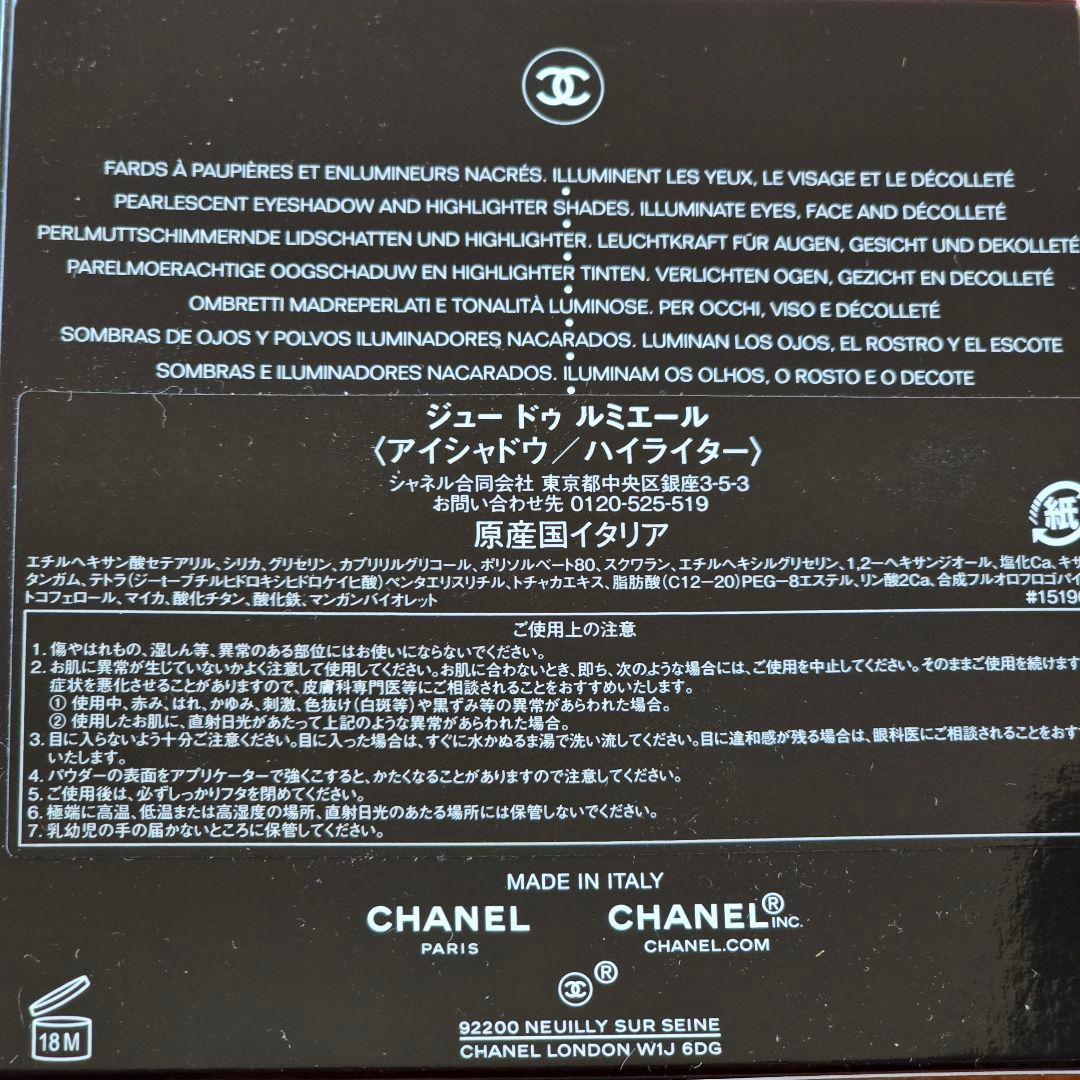 FARDS À PAUPIÈRES ET ENLUMINEURS NACRÉS. ILLUMINENT LES YEUX, LE VISAGE ET LE DÉCOLLETÉ
PEARLESCENT EYESHADOW AND HIGHLIGHTER SHADES. ILLUMINATE EYES, FACE AND DÉCOLLETÉ
PERLMUTTSCHIMMERNDE LIDSCHATTEN UND HIGHLIGHTER. LEUCHTKRAFT FÜR AUGEN, GESICHT UND DEKOLLETÉ
PARELMOERACHTIGE OOGSCHADUW EN HIGHLIGHTER TINTEN. VERLICHTEN OGEN, GEZICHT EN DECOLLETÉ
OMBRETTI MADREPERLATI E TONALITÀ LUMINOSE. PER OCCHI, VISO E DÉCOLLETÉ
SOMBRAS DE OJOS Y POLVOS ILUMINADORES NACARADOS. LUMINAN LOS OJOS, EL ROSTRO Y EL ESCOTE
SOMBRAS E ILUMINADORES NACARADOS. ILUMINAM OS OLHOS, O ROSTO E O DECOTE
ジュー ドゥ ルミエール
〈アイシャドウ/ハイライター〉
シャネル合同会社 東京都中央区銀座3-5-3
お問い合わせ先 0120-525-519
原産国イタリア
紙
エチルヘキサン酸セテアリル、シリカ、グリセリン、カプリリルグリコール、ポリソルベート80、スクワラン、エチルヘキシルグリセリン、1,2-ヘキサンジオール、塩化Ca、キサ
タンガム、テトラ(ジ-t-ブチルヒドロキシヒドロケイヒ酸)ペンタエリスリチル、トチャカエキス、脂肪酸(C12-20)PEG-8エステル、リン酸2Ca、合成フルオロフロゴパイ
トコフェロール、マイカ、酸化チタン、酸化鉄、マンガンバイオレット #15190
ご使用上の注意
1. 傷やはれもの、湿しん等、異常のある部位にはお使いにならないでください。
2. お肌に異常が生じていないかよく注意して使用してください。お肌に合わないとき、即ち、次のような場合には、ご使用を中止してください。そのままご使用を続けます
症状を悪化させることがありますので、皮膚科専門医等にご相談されることをおすすめいたします。
① 使用中、赤み、はれ、かゆみ、刺激、色抜け(白斑等)や黒ずみ等の異常があらわれた場合。
② 使用したお肌に、直射日光があたって上記のような異常があらわれた場合。
3. 目に入らないよう十分ご注意ください。目に入った場合は、すぐに水かぬるま湯で洗い流してください。目に違和感が残る場合は、眼科医にご相談されることをおす
いたします。
4. パウダーの表面をアプリケーターで強くこすると、かたくなることがありますので注意してください。
5. ご使用後は、必ずしっかりフタを閉めてください。
6. 極端に高温、低温または高湿度の場所、直射日光のあたる場所には保管しないでください。
7. 乳幼児の手の届かないところに保管してください。
MADE IN ITALY
CHANEL CHANEL® INC.
PARIS CHANEL.COM
®
18M
92200 NEUILLY SUR SEINE
CHANEL LONDON W1J 6DG